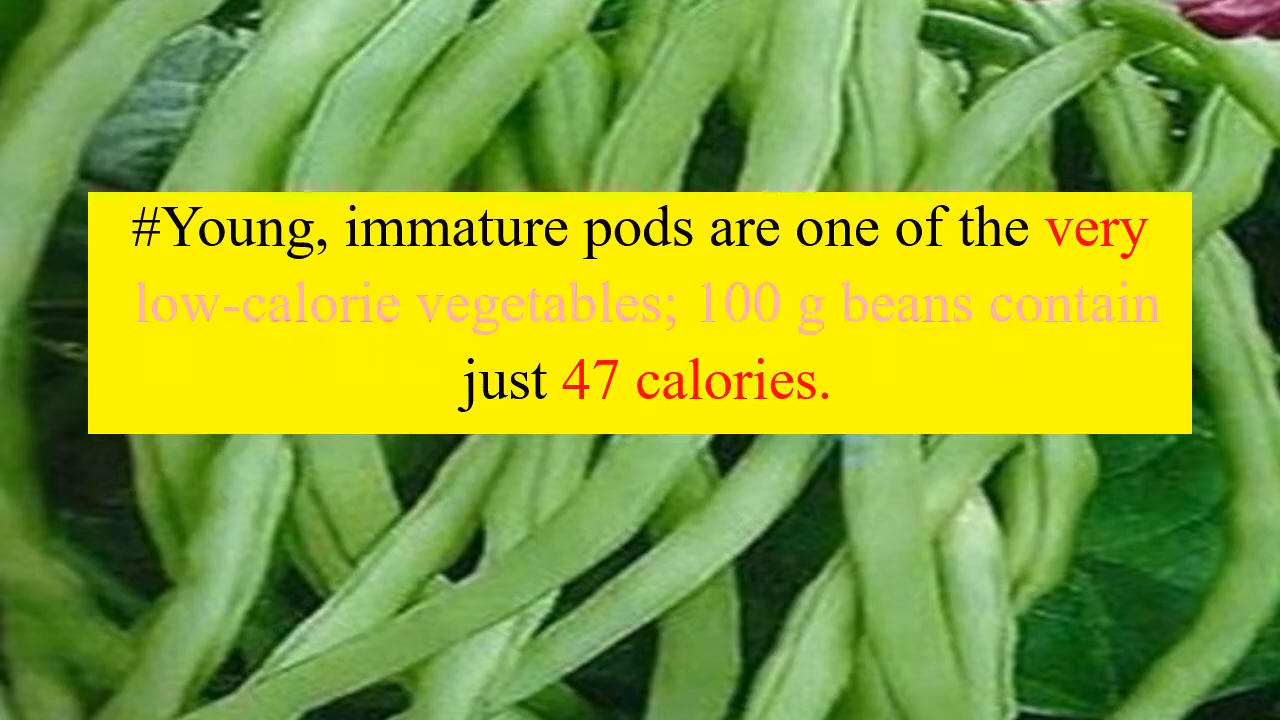 #Young, immature pods are one of the very
low-calorie vegetables; 100 g beans contain
just 47 calories.